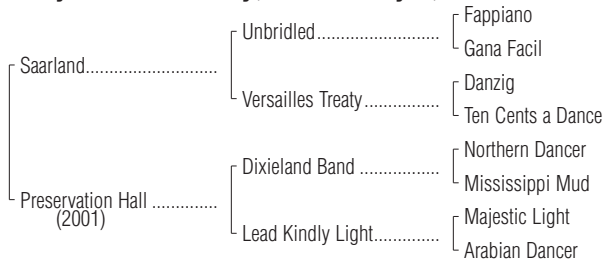 Fappiano
Unbridled...........................
Gana Facil
Saarland............................
Danzig
Versailles Treaty................
Ten Cents a Dance
Northern Dancer
Dixieland Band .................
Mississippi Mud
Preservation Hall ..............
(2001)
Majestic Light
Lead Kindly Light..............
Arabian Dancer